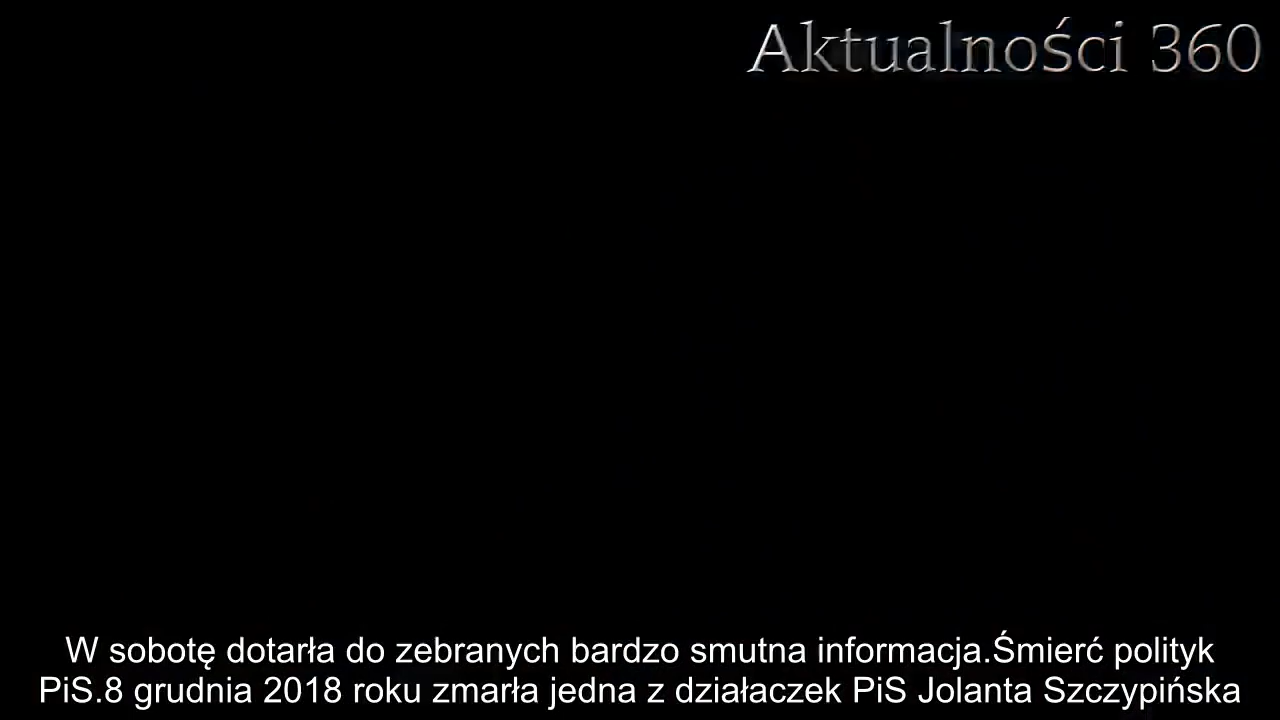 Aktualności 360
W sobotę dotarła do zebranych bardzo smutna informacja.Śmierć polityk
PiS.8 grudnia 2018 roku zmarła jedna z działaczek PiS Jolanta Szczypińska